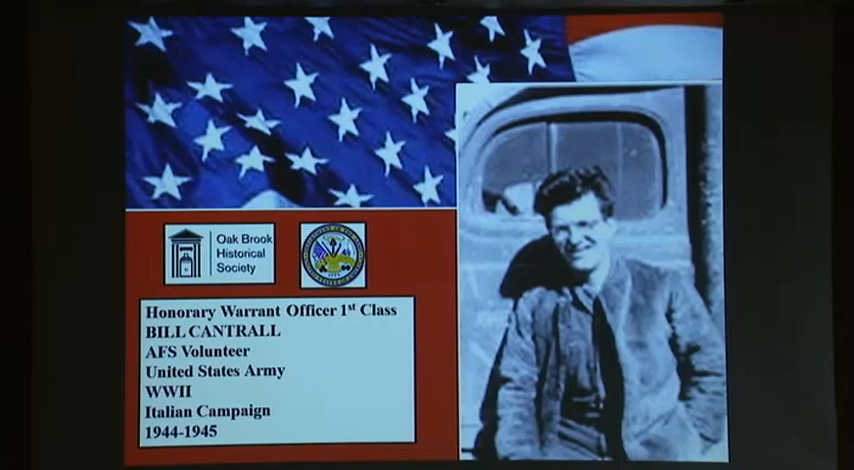 Oak Brook
Historical
Society
Honorary Warrant Officer 1st Class
BILL CANTRALL
AFS Volunteer
United States Army
WWII
Italian Campaign
1944-1945